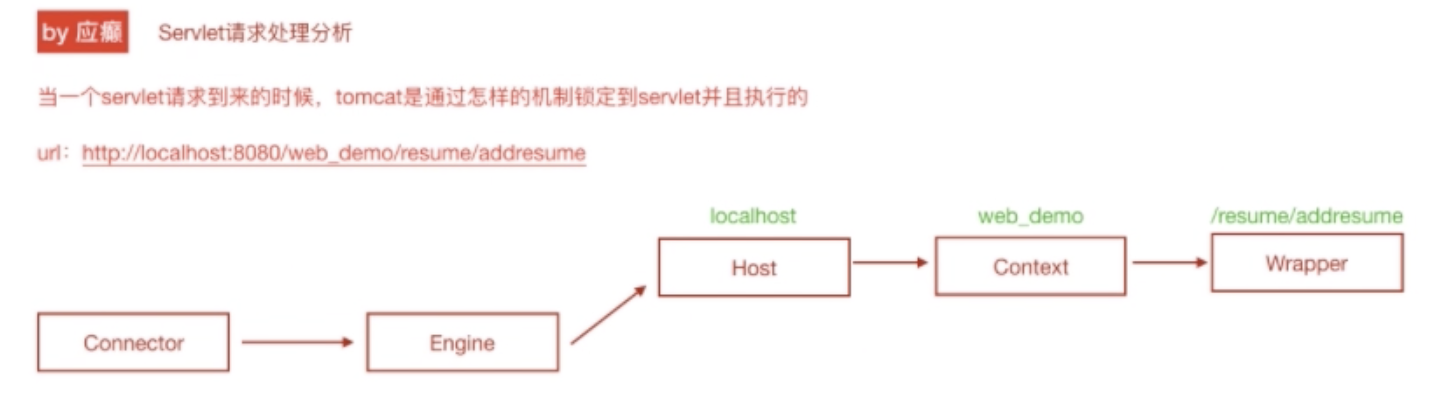 by 应癫 Servlet请求处理分析
当一个servlet请求到来的时候，tomcat是通过怎样的机制锁定到servlet并且执行的
url：http://localhost:8080/web_demo/resume/addresume
localhost web_demo /resume/addresume
Host Context Wrapper
Connector Engine